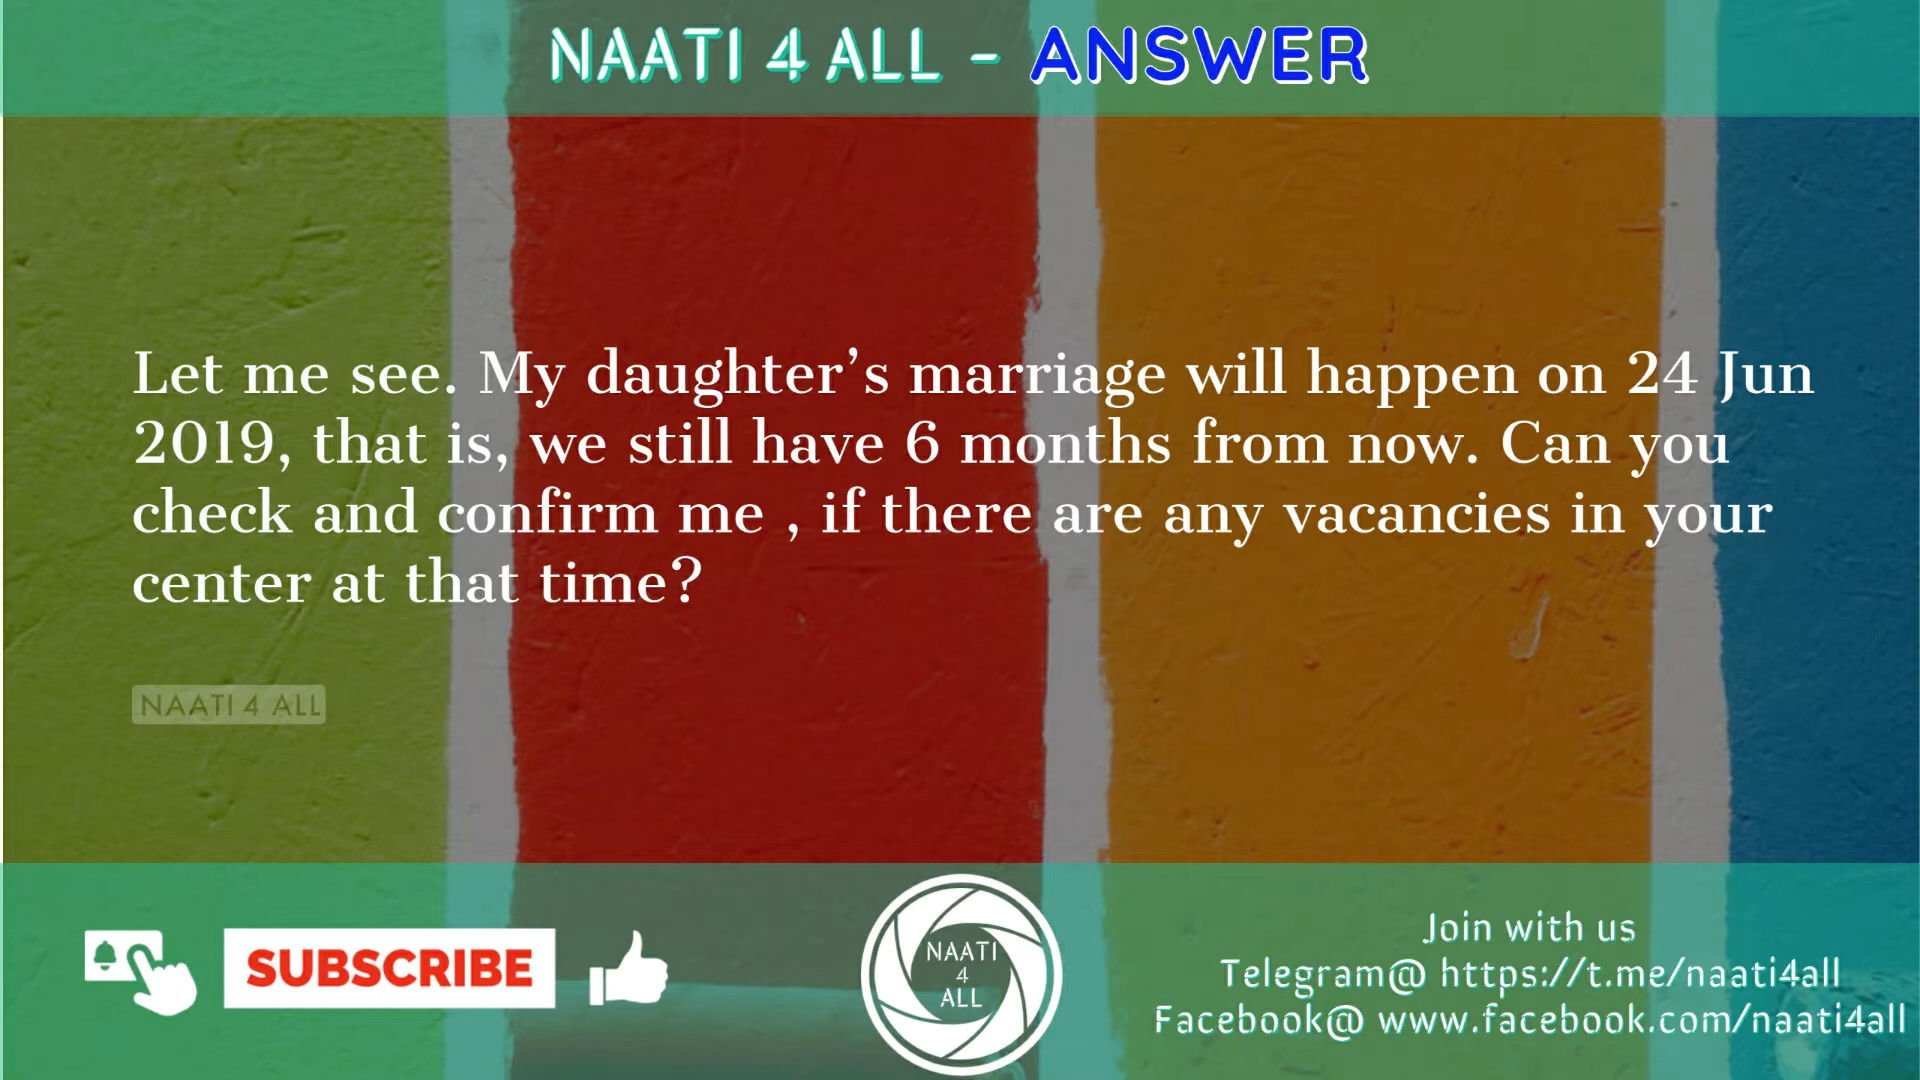 NAATI 4 ALL - ANSWER
Let me see. My daughter’s marriage will happen on 24 Jun
2019, that is, we still have 6 months from now. Can you
check and confirm me , if there are any vacancies in your
center at that time?
NAATI 4 ALL
SUBSCRIBE
NAATI
4
ALL
Join with us
Telegram@ https://t.me/naati4all
Facebook@ www.facebook.com/naati4all